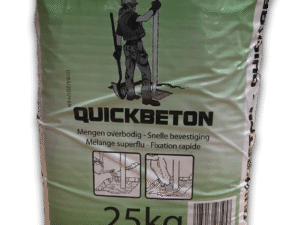 QUICKBETON
Mengen overbodig - Snelle bevestiging
Mélange superflu - Fixation rapide
25kg